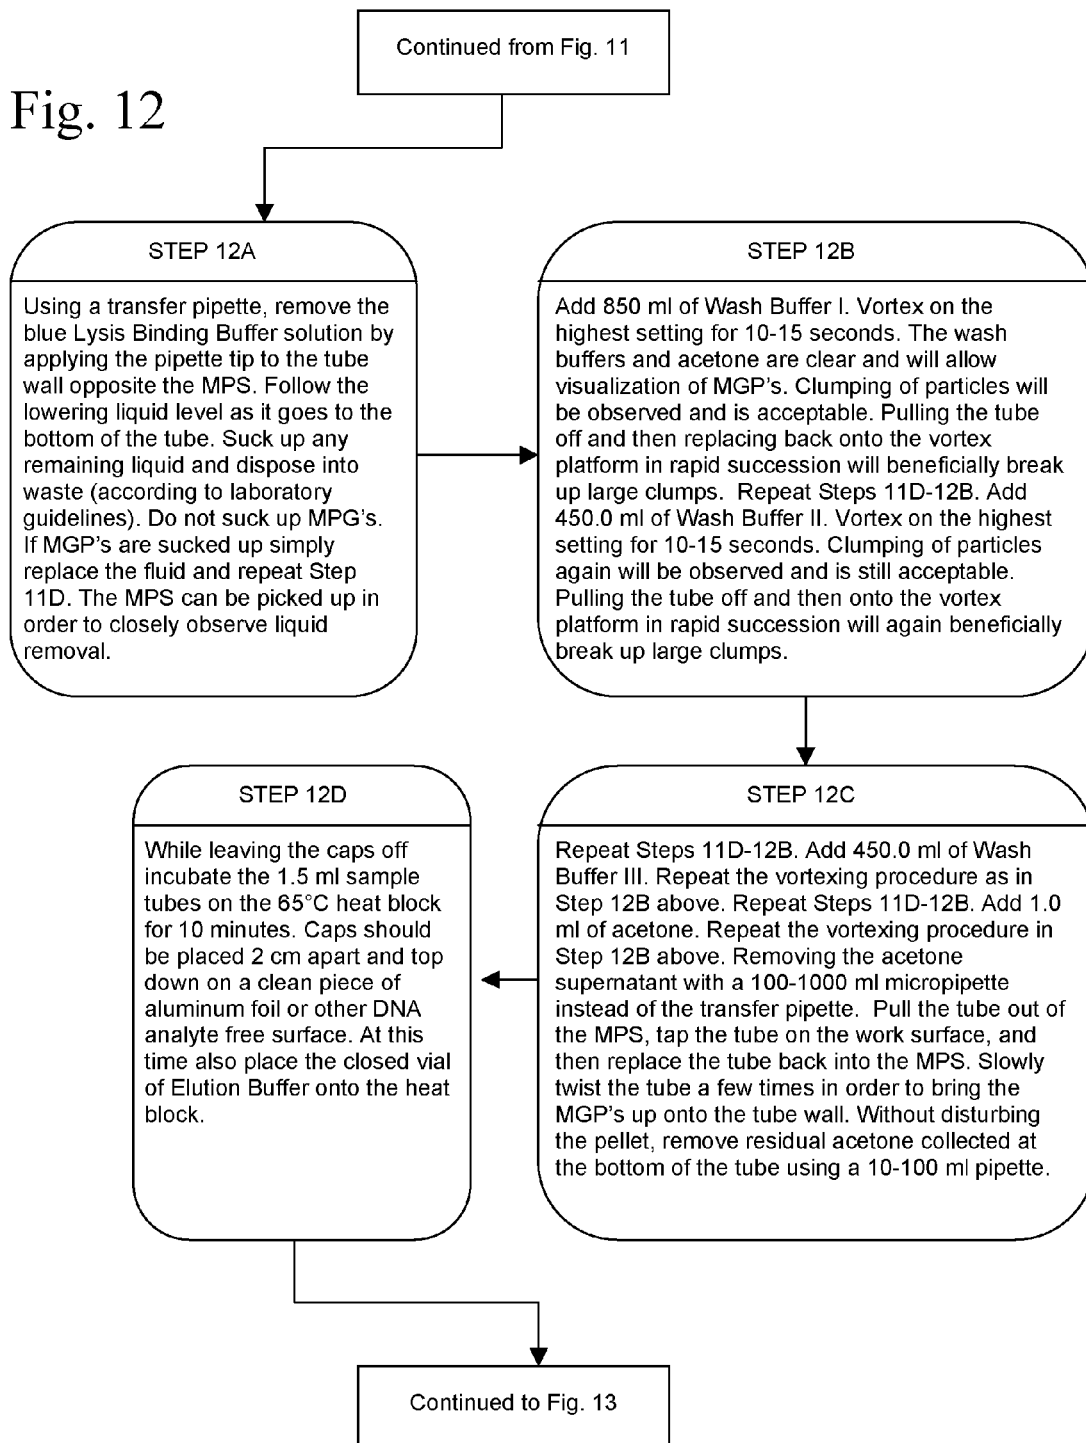 Continued from Fig. 11
Fig. 12
STEP 12A
Using a transfer pipette, remove the
blue Lysis Binding Buffer solution by
applying the pipette tip to the tube
wall opposite the MPS. Follow the
lowering liquid level as it goes to the
bottom of the tube. Suck up any
remaining liquid and dispose into
waste (according to laboratory
guidelines). Do not suck up MPG's.
If MGP's are sucked up simply
replace the fluid and repeat Step
11D. The MPS can be picked up in
order to closely observe liquid
removal.
STEP 12B
Add 850 ml of Wash Buffer I. Vortex on the
highest setting for 10-15 seconds. The wash
buffers and acetone are clear and will allow
visualization of MGP's. Clumping of particles will
be observed and is acceptable. Pulling the tube
off and then replacing back onto the vortex
platform in rapid succession will beneficially break
up large clumps.  Repeat Steps 11D-12B. Add
450.0 ml of Wash Buffer II. Vortex on the highest
setting for 10-15 seconds. Clumping of particles
again will be observed and is still acceptable.
Pulling the tube off and then onto the vortex
platform in rapid succession will again beneficially
break up large clumps.
STEP 12C
Repeat Steps 11D-12B. Add 450.0 ml of Wash
Buffer III. Repeat the vortexing procedure as in
Step 12B above. Repeat Steps 11D-12B. Add 1.0
ml of acetone. Repeat the vortexing procedure in
Step 12B above. Removing the acetone
supernatant with a 100-1000 ml micropipette
instead of the transfer pipette.  Pull the tube out of
the MPS, tap the tube on the work surface, and
then replace the tube back into the MPS. Slowly
twist the tube a few times in order to bring the
MGP's up onto the tube wall. Without disturbing
the pellet, remove residual acetone collected at
the bottom of the tube using a 10-100 ml pipette.
STEP 12D
While leaving the caps off
incubate the 1.5 ml sample
tubes on the 65°C heat block
for 10 minutes. Caps should
be placed 2 cm apart and top
down on a clean piece of
aluminum foil or other DNA
analyte free surface. At this
time also place the closed vial
of Elution Buffer onto the heat
block.
Continued to Fig. 13